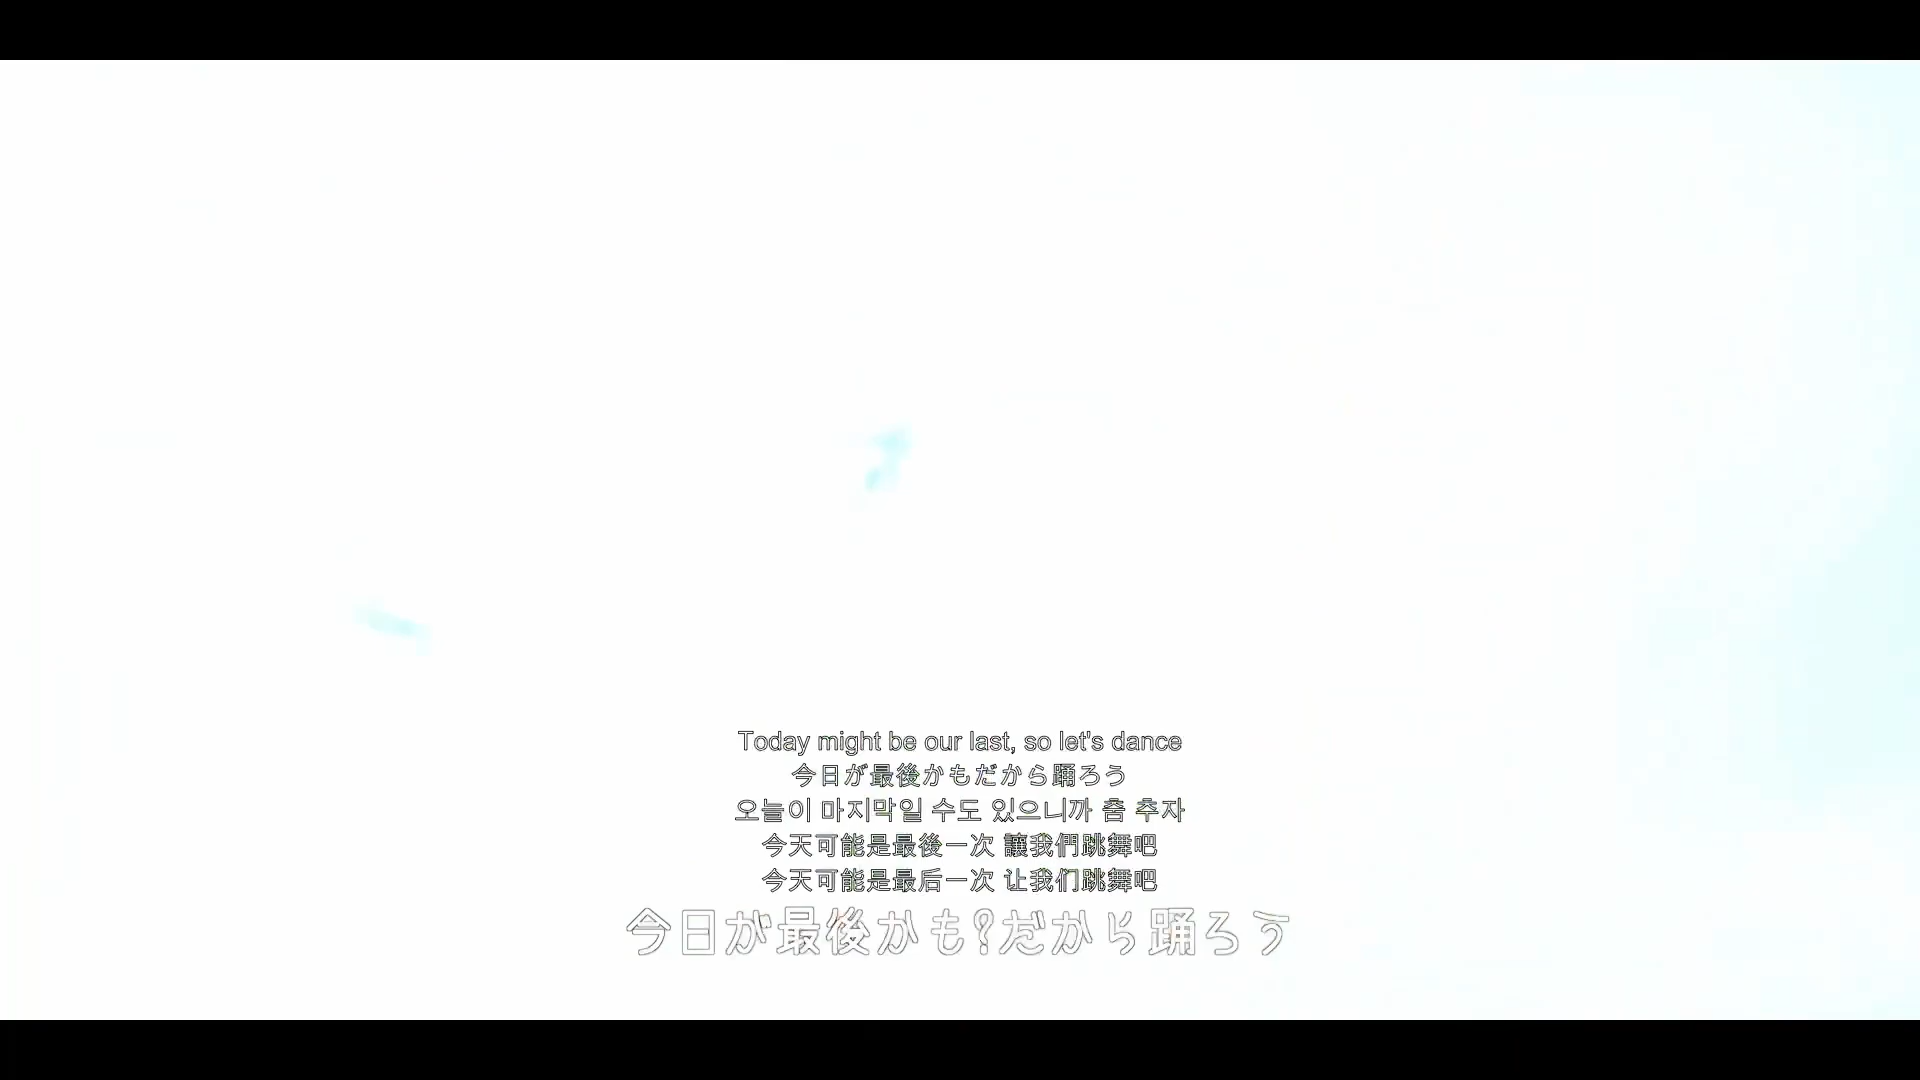 Today might be our last, so let's dance
今日が最後かもだから踊ろう
오늘이 마지막일 수도 있으니까 춤 추자
今天可能是最後一次 讓我們跳舞吧
今天可能是最后一次 让我们跳舞吧
今日が最後かも?だから踊ろう